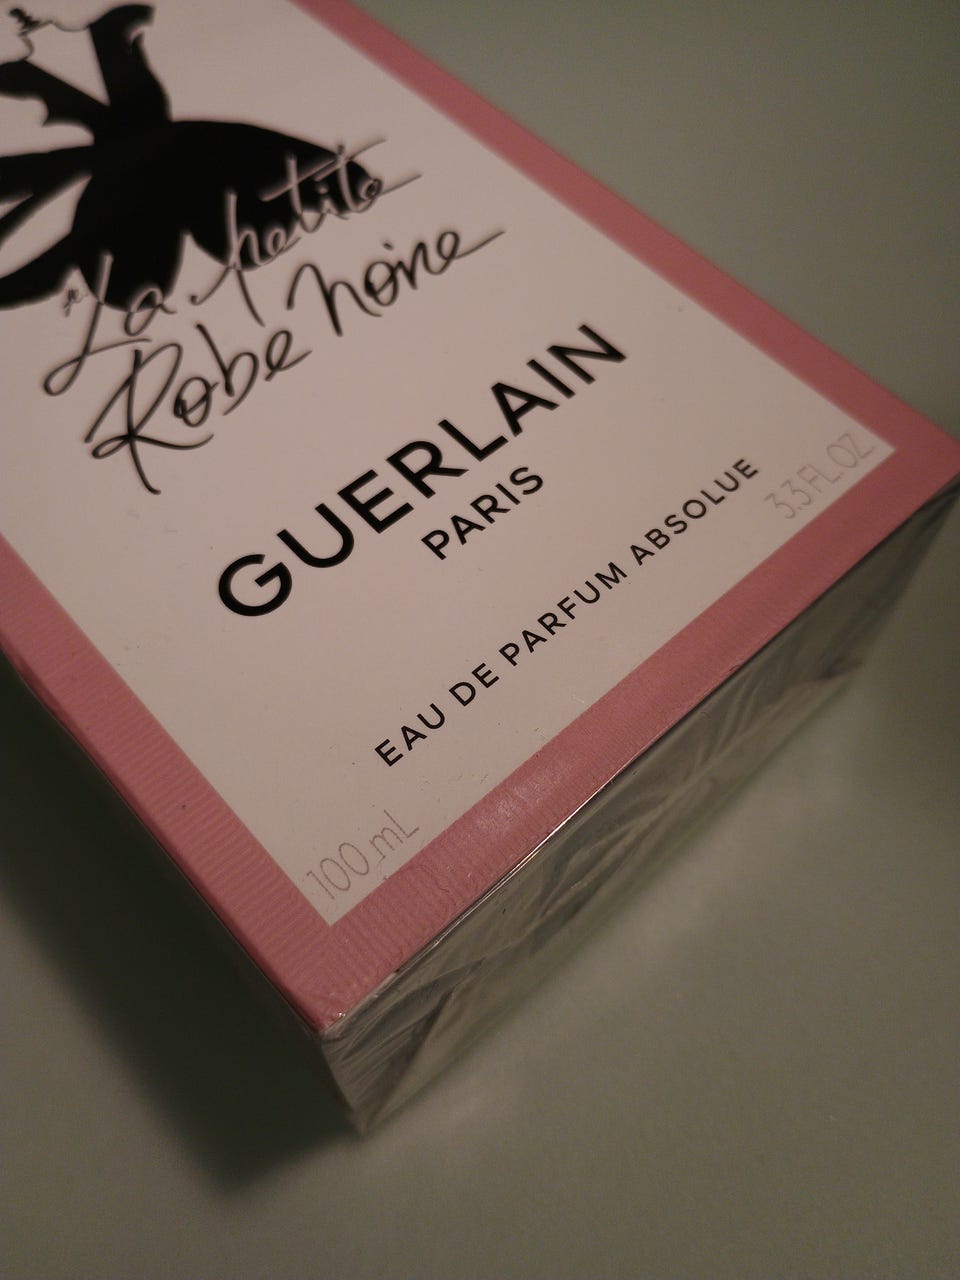 La petite
Robe noire
GUERLAIN
PARIS
EAU DE PARFUM ABSOLUE
100 mL
3.3 FL.OZ